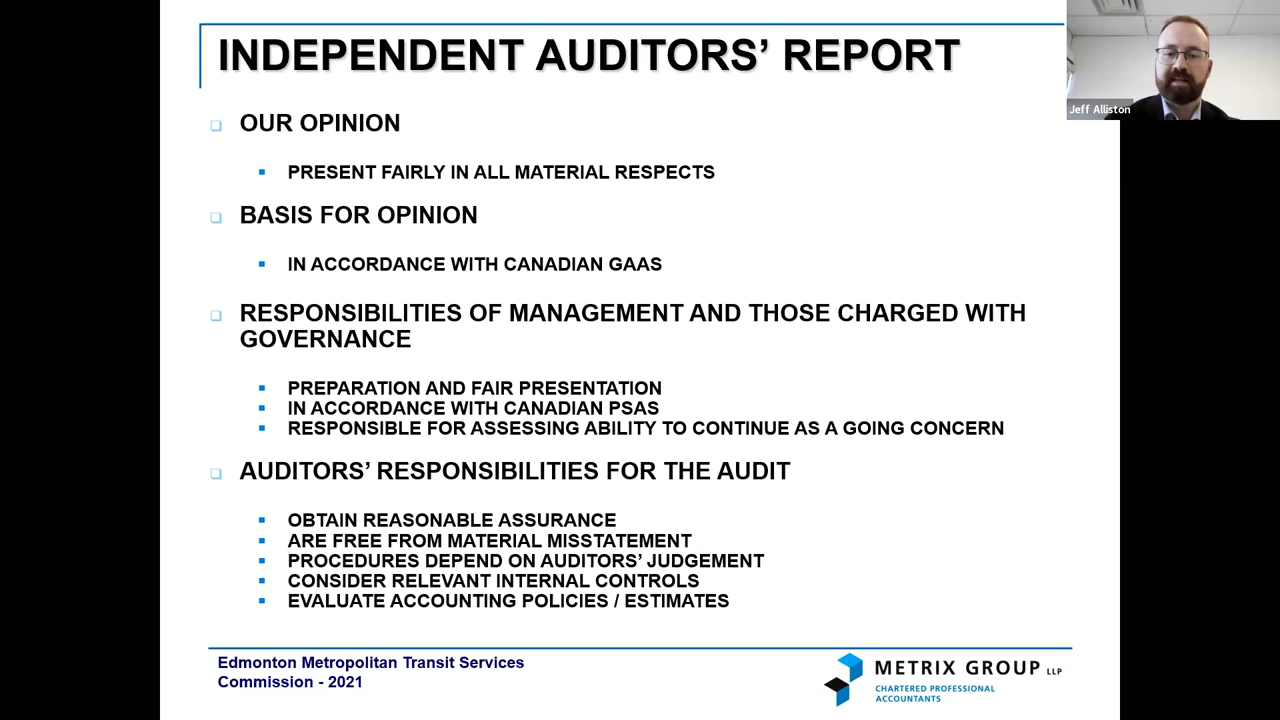 INDEPENDENT AUDITORS’ REPORT
Jeff Alliston
OUR OPINION
PRESENT FAIRLY IN ALL MATERIAL RESPECTS
BASIS FOR OPINION
IN ACCORDANCE WITH CANADIAN GAAS
RESPONSIBILITIES OF MANAGEMENT AND THOSE CHARGED WITH
GOVERNANCE
PREPARATION AND FAIR PRESENTATION
IN ACCORDANCE WITH CANADIAN PSAS
RESPONSIBLE FOR ASSESSING ABILITY TO CONTINUE AS A GOING CONCERN
AUDITORS’ RESPONSIBILITIES FOR THE AUDIT
OBTAIN REASONABLE ASSURANCE
ARE FREE FROM MATERIAL MISSTATEMENT
PROCEDURES DEPEND ON AUDITORS’ JUDGEMENT
CONSIDER RELEVANT INTERNAL CONTROLS
EVALUATE ACCOUNTING POLICIES / ESTIMATES
Edmonton Metropolitan Transit Services
Commission - 2021
METRIX GROUP LLP
CHARTERED PROFESSIONAL
ACCOUNTANTS